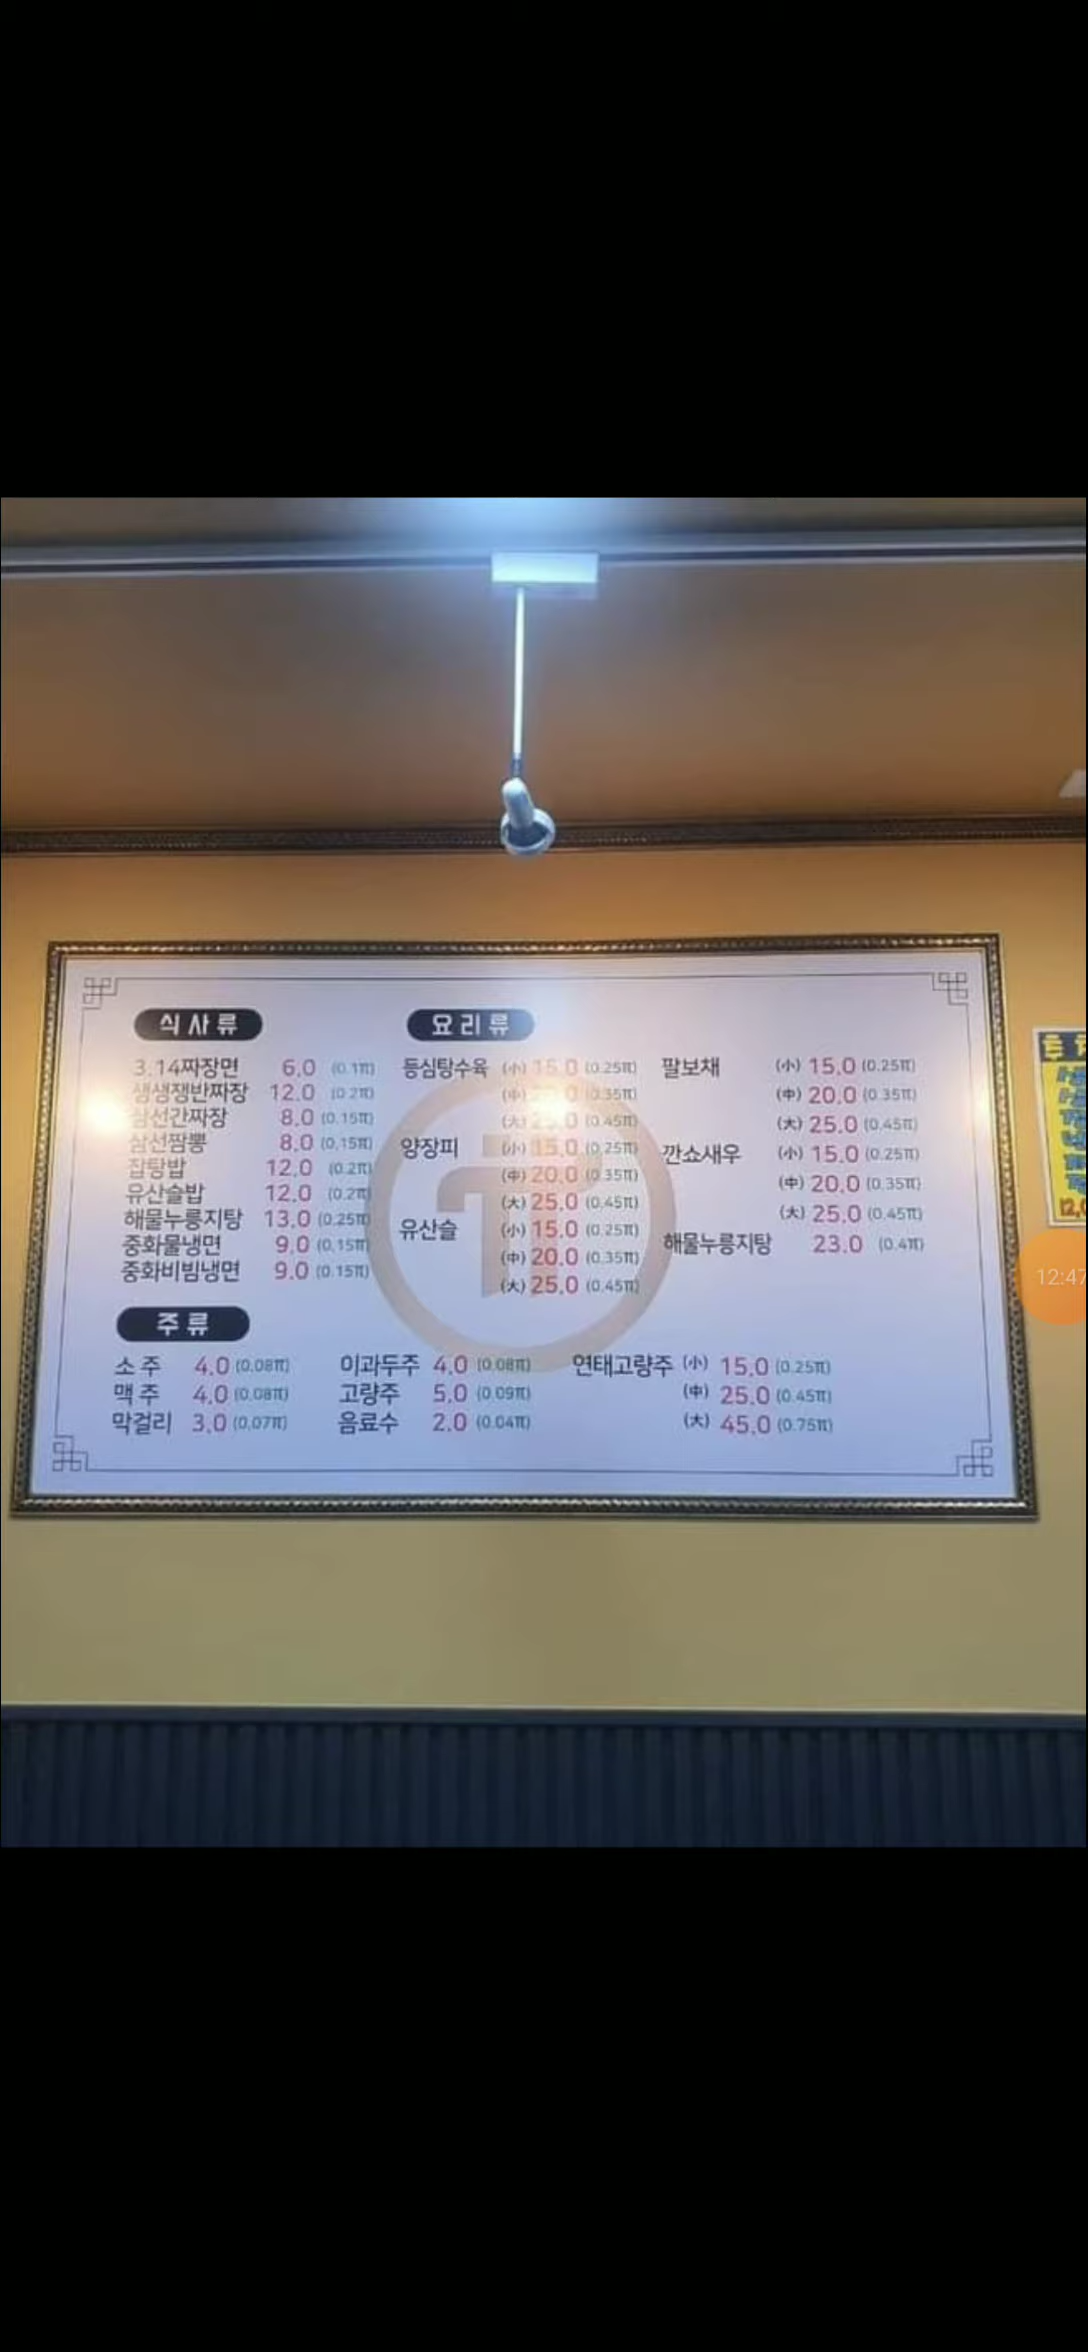 식사류
3.14짜장면 6.0 (0.1π)
생생쟁반짜장 12.0 (0.2π)
삼선간짜장 8.0 (0.15π)
삼선짬뽕 8.0 (0.15π)
잡탕밥 12.0 (0.2π)
유산슬밥 12.0 (0.2π)
해물누룽지탕 13.0 (0.25π)
중화물냉면 9.0 (0.15π)
중화비빔냉면 9.0 (0.15π)
요리류
등심탕수육 (小) 15.0 (0.25π)
(中) 20.0 (0.35π)
(大) 25.0 (0.45π)
양장피 (小) 15.0 (0.25π)
(中) 20.0 (0.35π)
(大) 25.0 (0.45π)
유산슬 (小) 15.0 (0.25π)
(中) 20.0 (0.35π)
(大) 25.0 (0.45π)
팔보채 (小) 15.0 (0.25π)
(中) 20.0 (0.35π)
(大) 25.0 (0.45π)
깐쇼새우 (小) 15.0 (0.25π)
(中) 20.0 (0.35π)
(大) 25.0 (0.45π)
해물누룽지탕 23.0 (0.4π)
주류
소주 4.0 (0.08π)
맥주 4.0 (0.08π)
막걸리 3.0 (0.07π)
이과두주 4.0 (0.08π)
고량주 5.0 (0.09π)
음료수 2.0 (0.04π)
연태고량주 (小) 15.0 (0.25π)
(中) 25.0 (0.45π)
(大) 45.0 (0.75π)
12:47